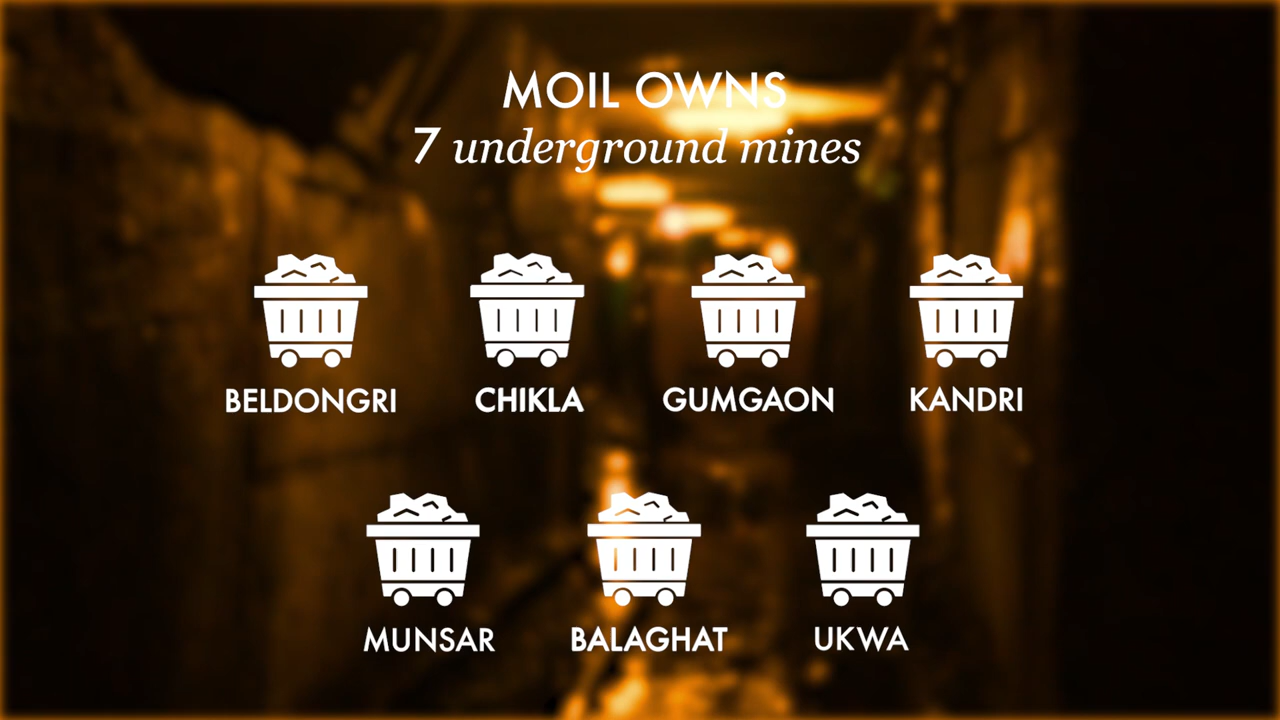 MOIL OWNS
7 underground mines
BELDONGRI CHIKLA GUMGAON KANDRI
MUNSAR BALAGHAT UKWA